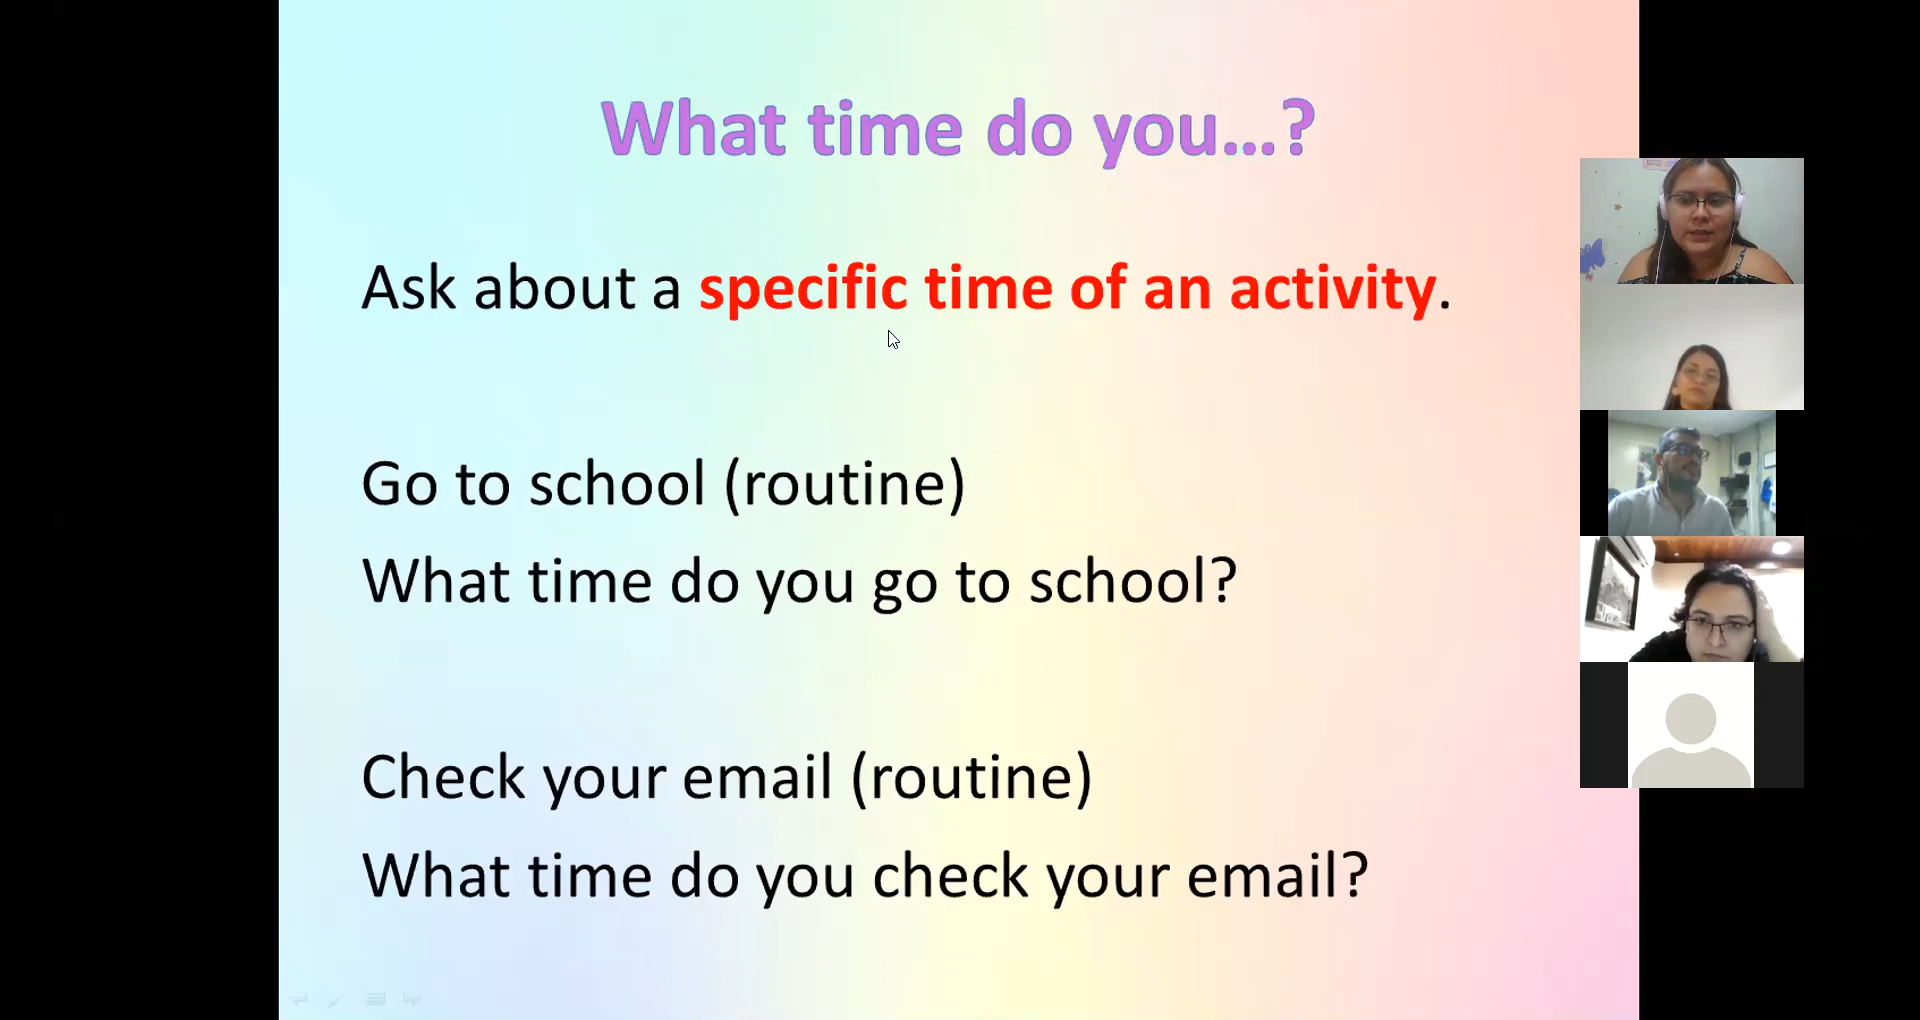 What time do you...?
Ask about a specific time of an activity.
Go to school (routine)
What time do you go to school?
Check your email (routine)
What time do you check your email?